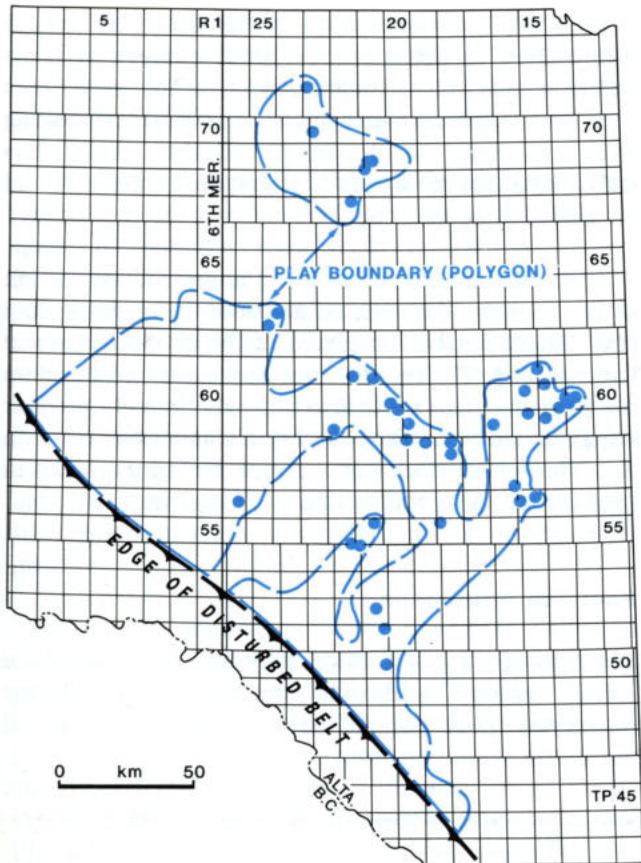 5 R1 25 20 15
70 70
6TH MER.
65 65
PLAY BOUNDARY (POLYGON)
60 60
55 55
EDGE OF DISTURBED BELT
50
0 km 50
ALTA.
B.C.
TP 45